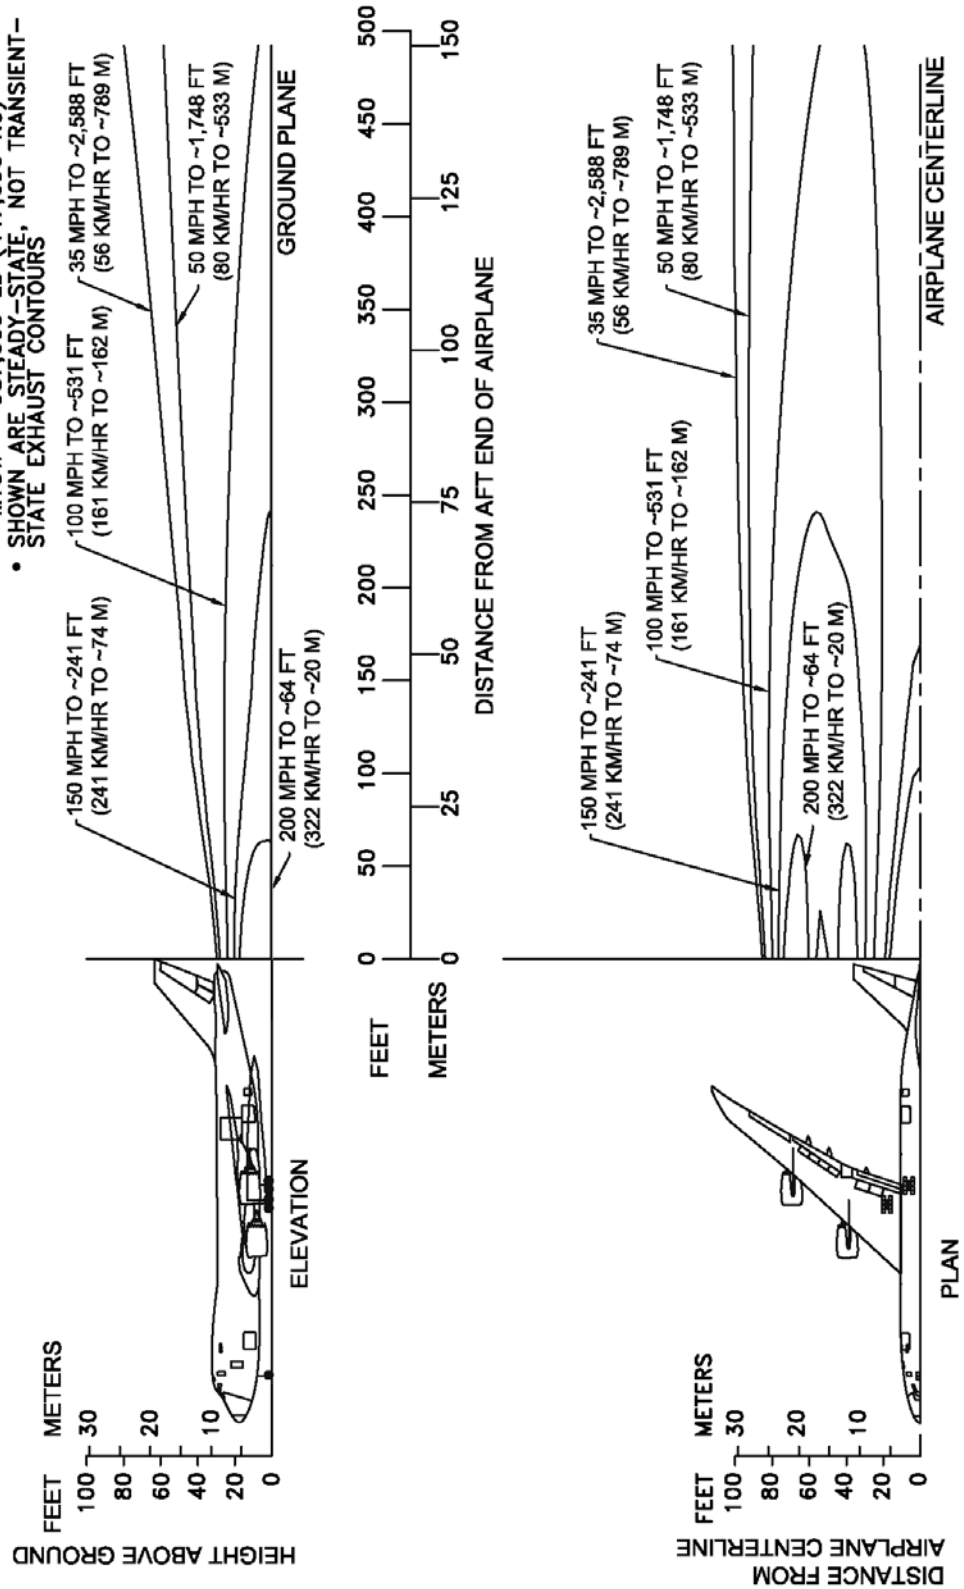 • SHOWN ARE STEADY-STATE, NOT TRANSIENT-
STATE EXHAUST CONTOURS
HEIGHT ABOVE GROUND
FEET
METERS
100
80
60
40
20
0
30
20
10
ELEVATION
150 MPH TO ~241 FT
(241 KM/HR TO ~74 M)
100 MPH TO ~531 FT
(161 KM/HR TO ~162 M)
35 MPH TO ~2,588 FT
(56 KM/HR TO ~789 M)
50 MPH TO ~1,748 FT
(80 KM/HR TO ~533 M)
200 MPH TO ~64 FT
(322 KM/HR TO ~20 M)
GROUND PLANE
FEET
0 50 100 150 200 250 300 350 400 450 500
METERS
0 25 50 75 100 125 150
DISTANCE FROM AFT END OF AIRPLANE
DISTANCE FROM
AIRPLANE CENTERLINE
FEET
METERS
100
80
60
40
20
0
30
20
10
PLAN
150 MPH TO ~241 FT
(241 KM/HR TO ~74 M)
100 MPH TO ~531 FT
(161 KM/HR TO ~162 M)
35 MPH TO ~2,588 FT
(56 KM/HR TO ~789 M)
50 MPH TO ~1,748 FT
(80 KM/HR TO ~533 M)
200 MPH TO ~64 FT
(322 KM/HR TO ~20 M)
AIRPLANE CENTERLINE